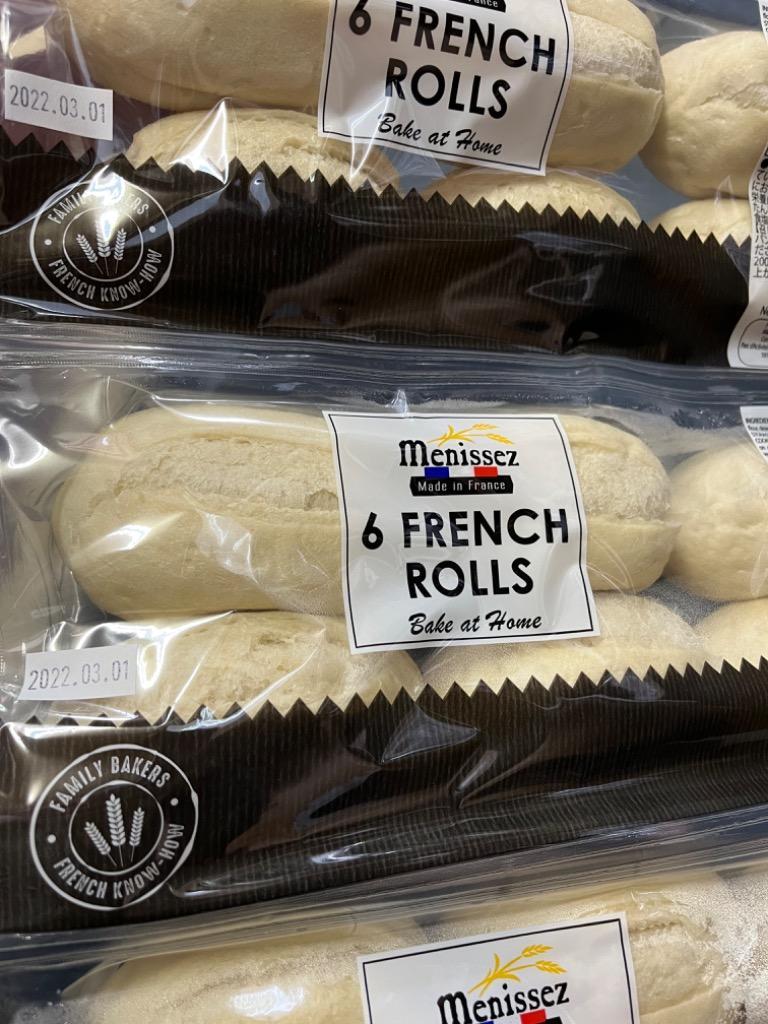 6 FRENCH
ROLLS
Bake at Home
2022.03.01
FAMILY BAKERS
FRENCH KNOW-HOW
menissez
Made in France
6 FRENCH
ROLLS
Bake at Home
2022.03.01
FAMILY BAKERS
FRENCH KNOW-HOW
menissez